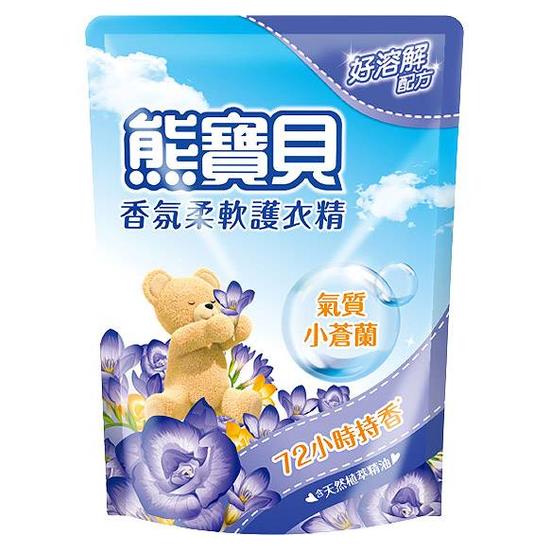 好溶解
配方
熊寶貝
香氛柔軟護衣精
氣質
小蒼蘭
72小時持香*
含天然植萃精油